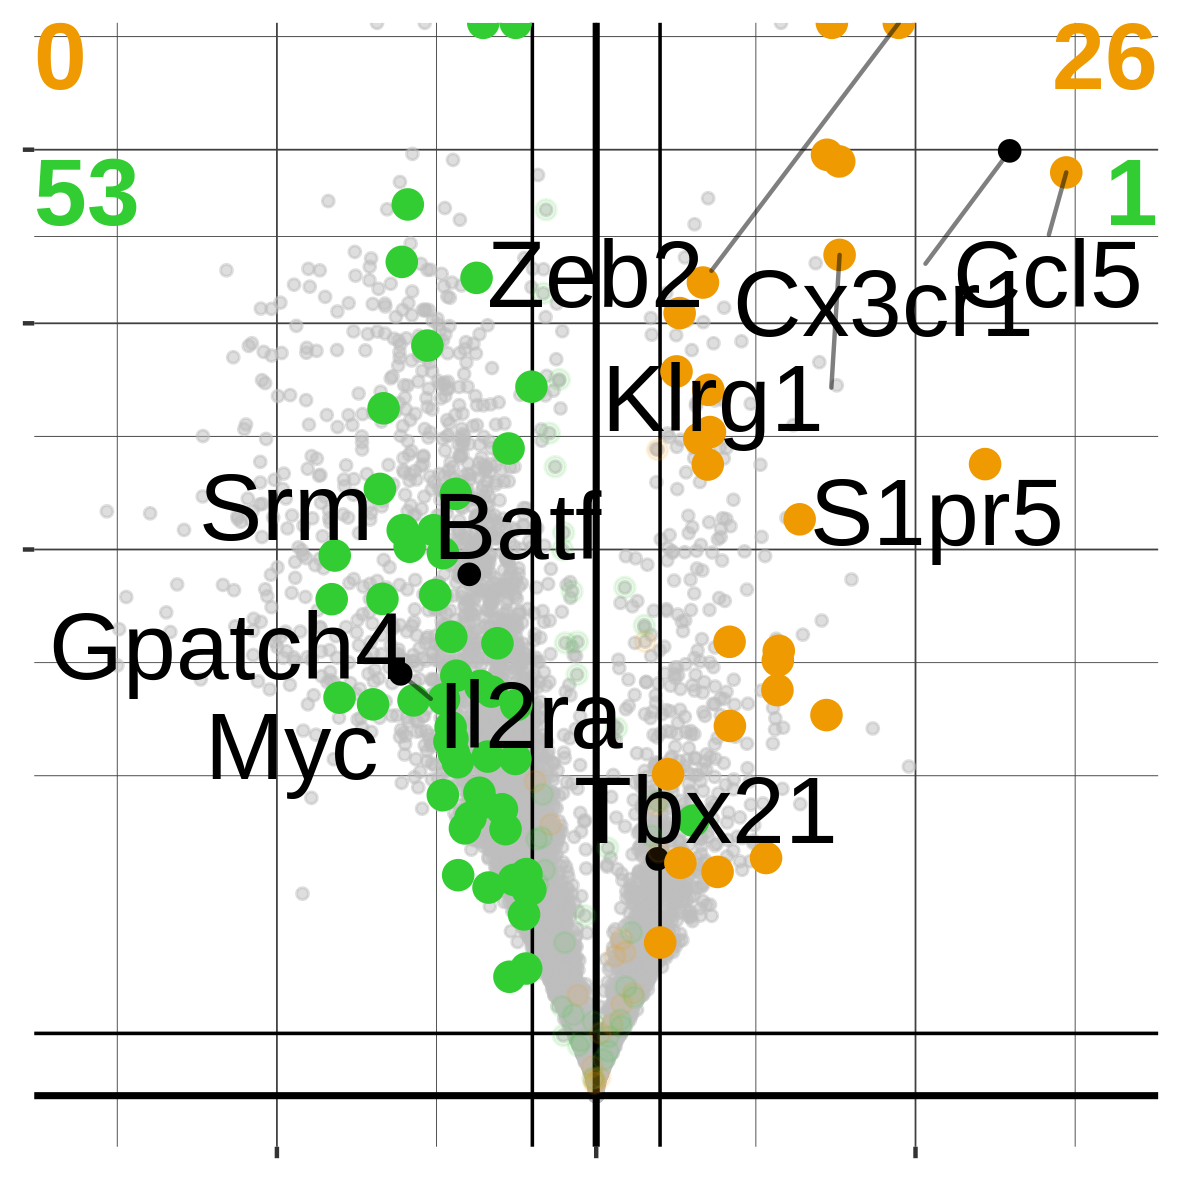 0
26
53
1
Zeb2
Ccl5
Cx3cr1
Klrg1
Srm
S1pr5
Batf
Gpatch4
Il2ra
Myc
Tbx21